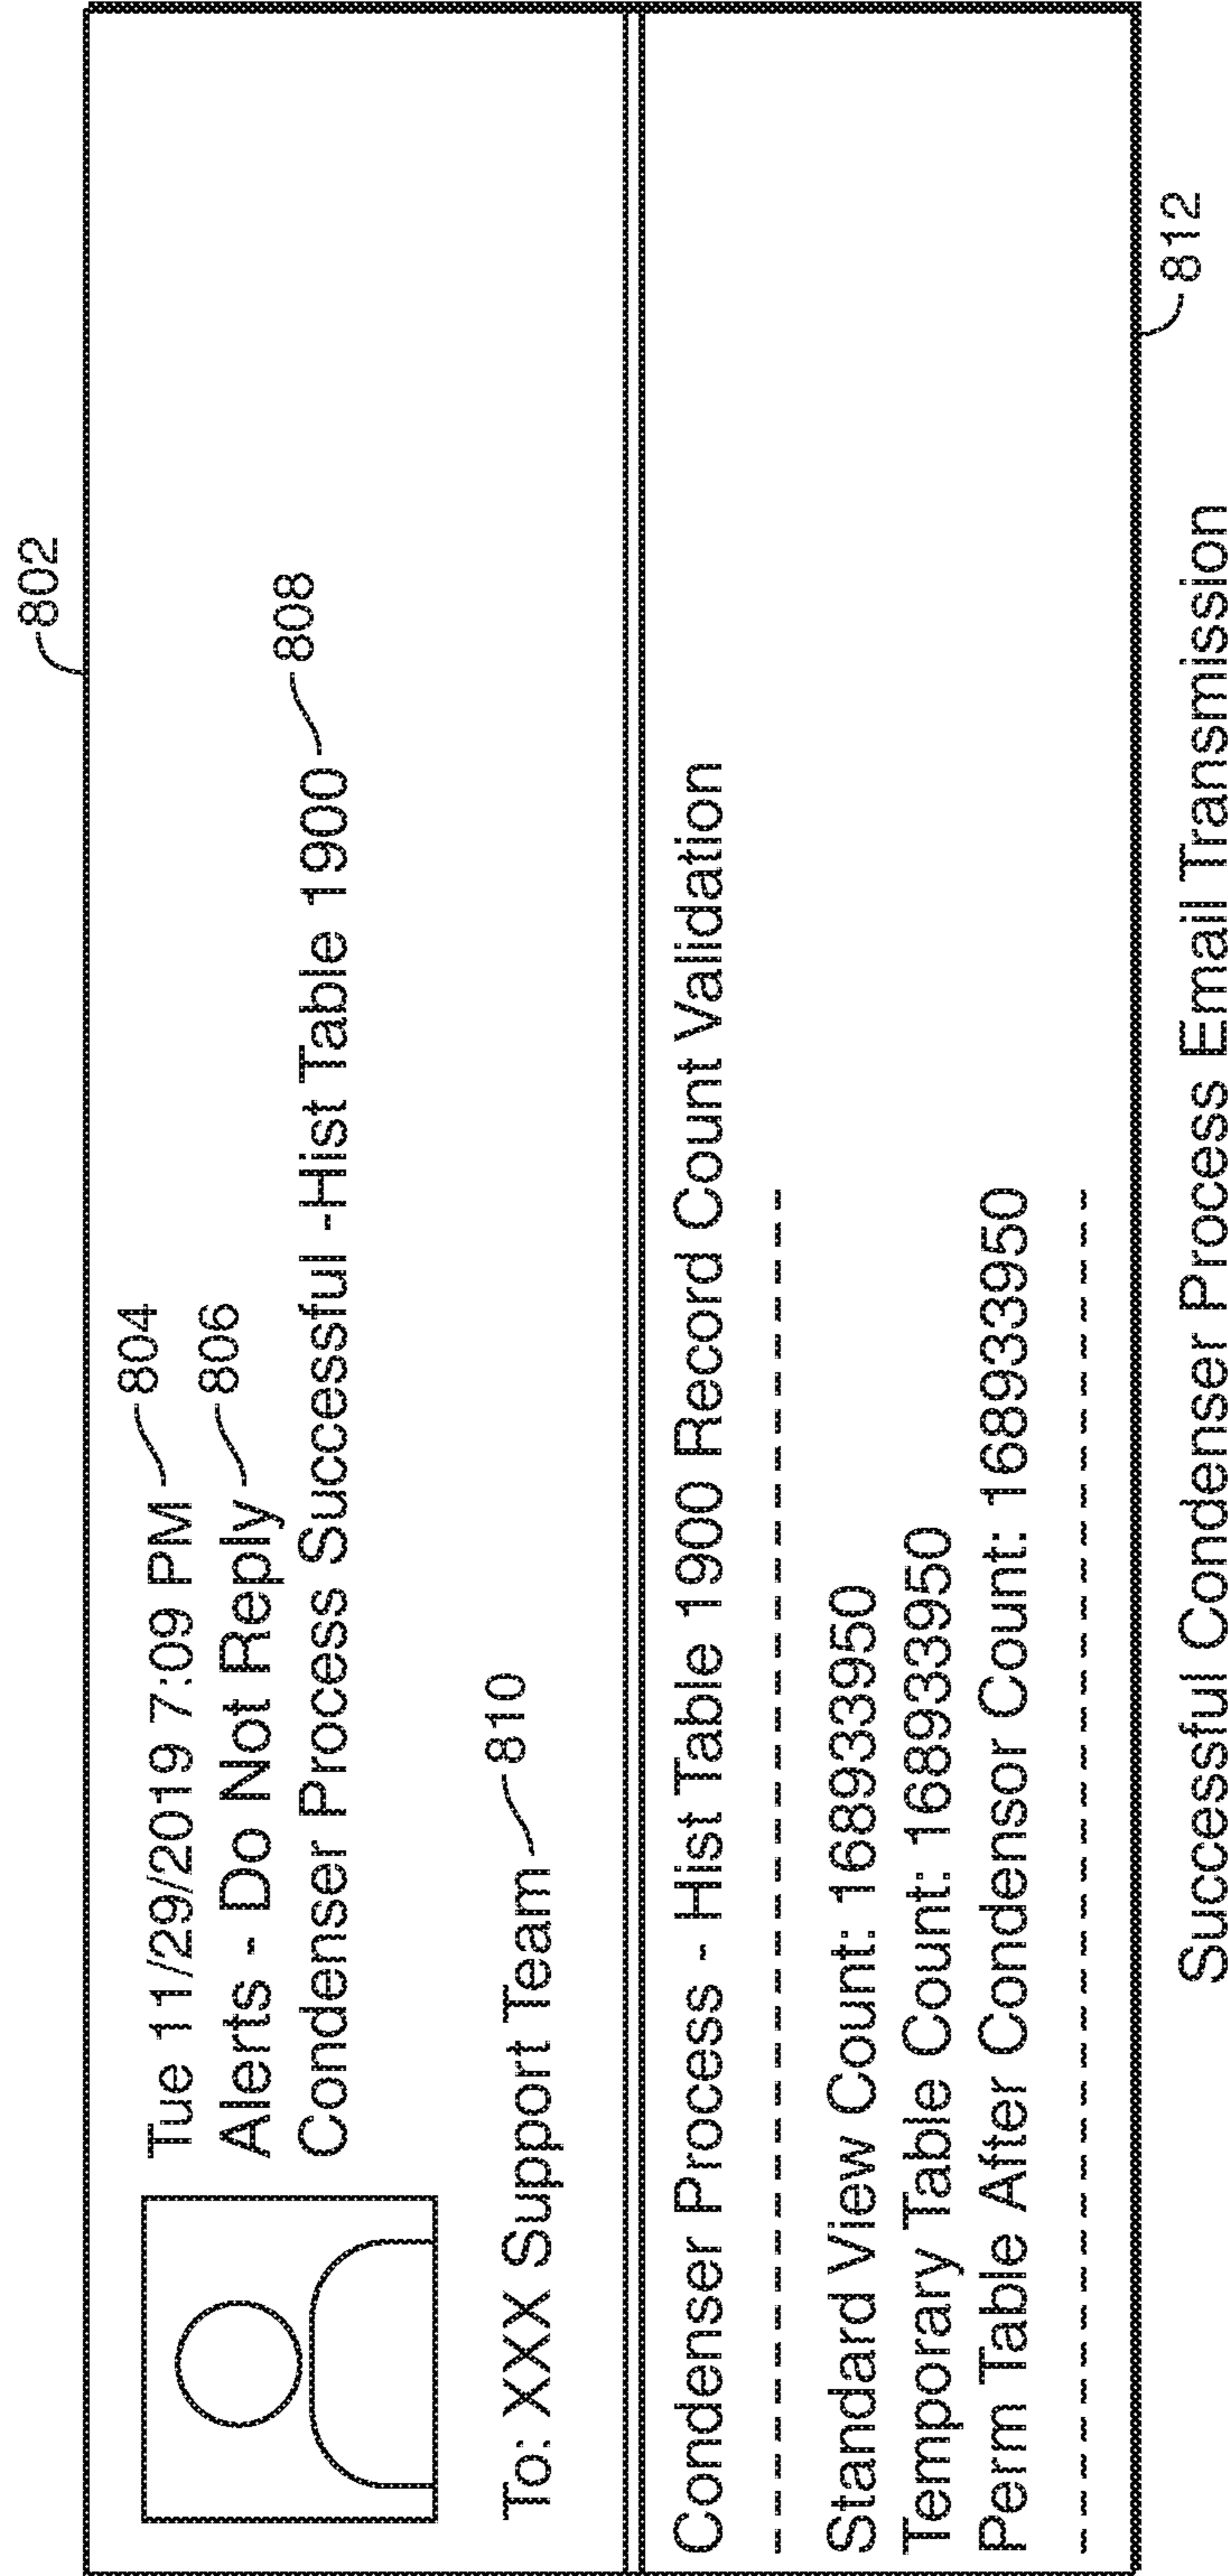 802
Tue 11/29/2019 7:09 PM 804
Alerts - Do Not Reply 806
Condenser Process Successful -Hist Table 1900 808
To: XXX Support Team 810
Condenser Process - Hist Table 1900 Record Count Validation
Standard View Count: 168933950
Temporary Table Count: 168933950
Perm Table After Condensor Count: 168933950
812
Successful Condenser Process Email Transmission